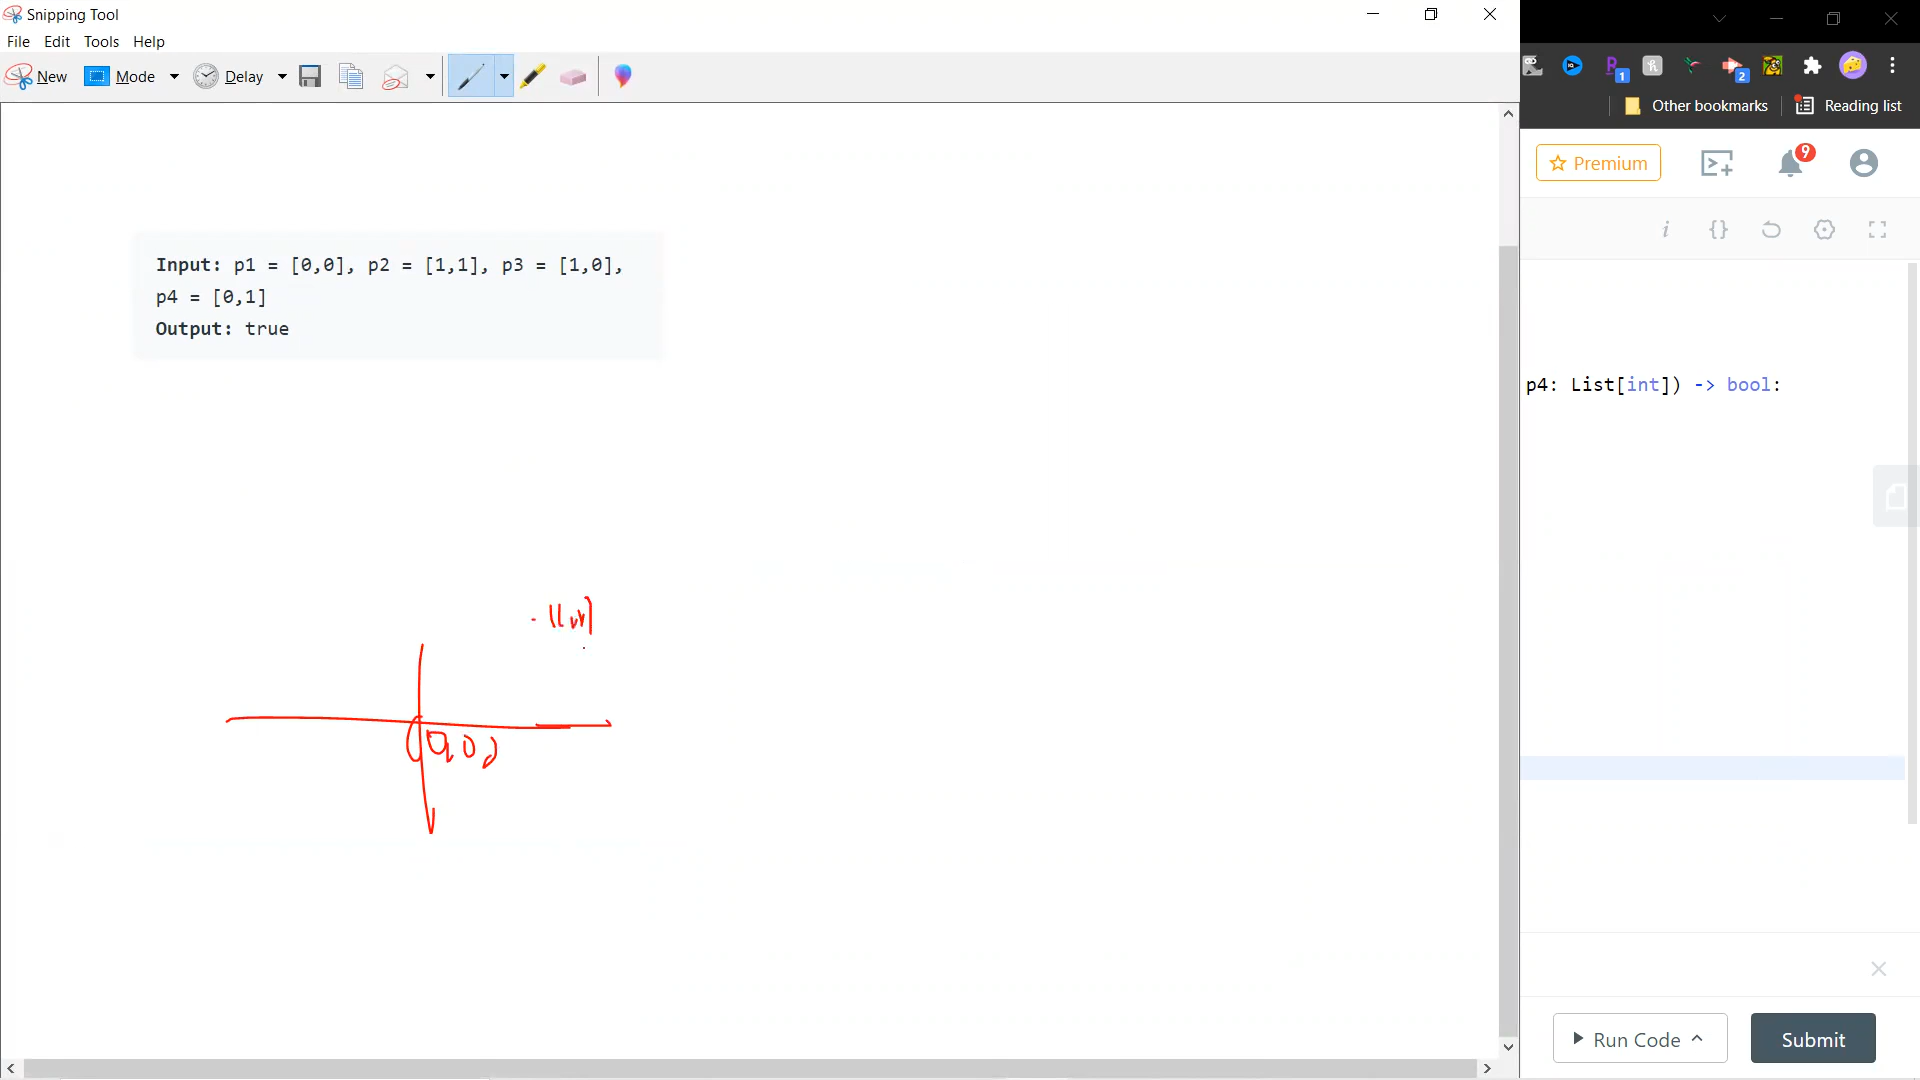 Snipping Tool
File Edit Tools Help
New Mode Delay
1
2
Other bookmarks
Reading list
Premium
9
i {}
Input: p1 = [0,0], p2 = [1,1], p3 = [1,0],
p4 = [0,1]
Output: true
p4: List[int]) -> bool:
(0,0)
Run Code
Submit